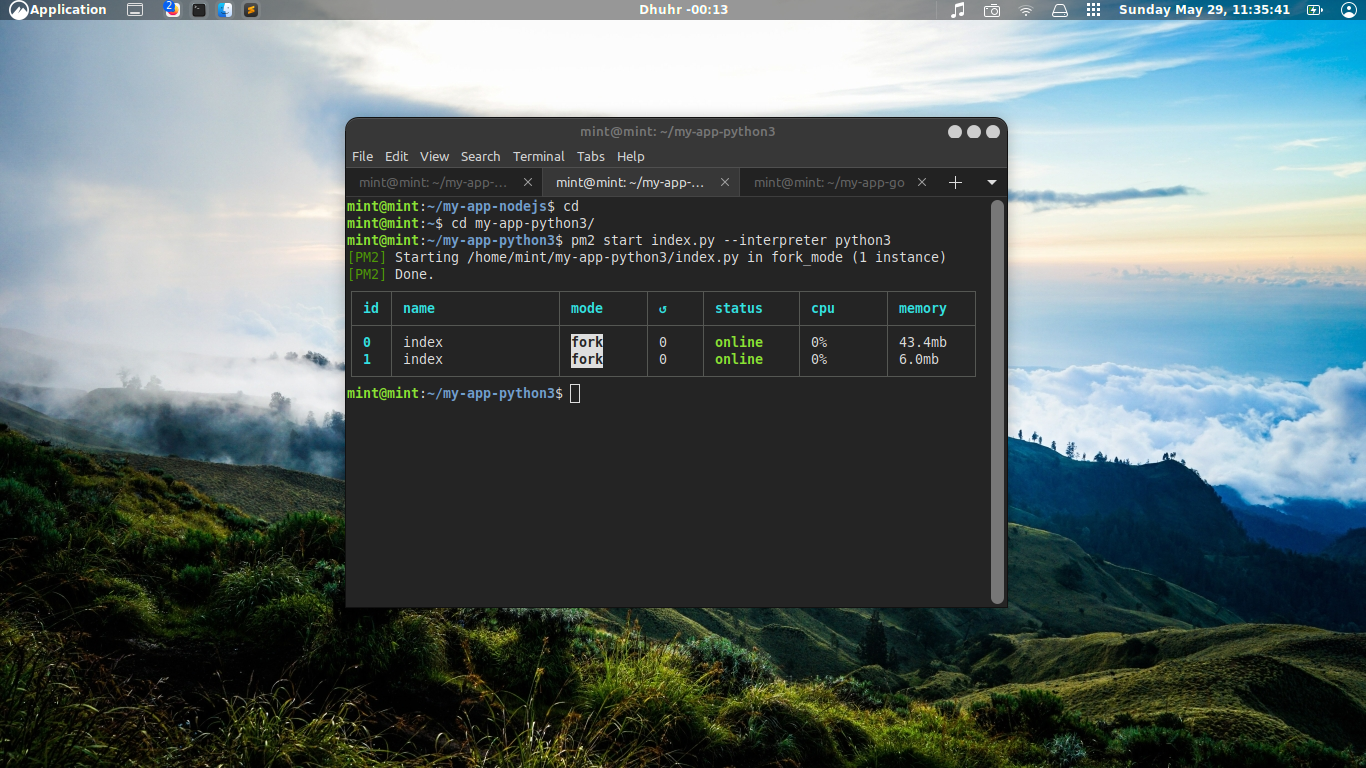 Application
2
Dhuhr -00:13
Sunday May 29, 11:35:41
mint@mint: ~/my-app-python3
File Edit View Search Terminal Tabs Help
mint@mint: ~/my-app-... mint@mint: ~/my-app-... mint@mint: ~/my-app-go
mint@mint:~/my-app-nodejs$ cd
mint@mint:~$ cd my-app-python3/
mint@mint:~/my-app-python3$ pm2 start index.py --interpreter python3
[PM2] Starting /home/mint/my-app-python3/index.py in fork_mode (1 instance)
[PM2] Done.
id name mode ↺ status cpu memory
0 index fork 0 online 0% 43.4mb
1 index fork 0 online 0% 6.0mb
mint@mint:~/my-app-python3$